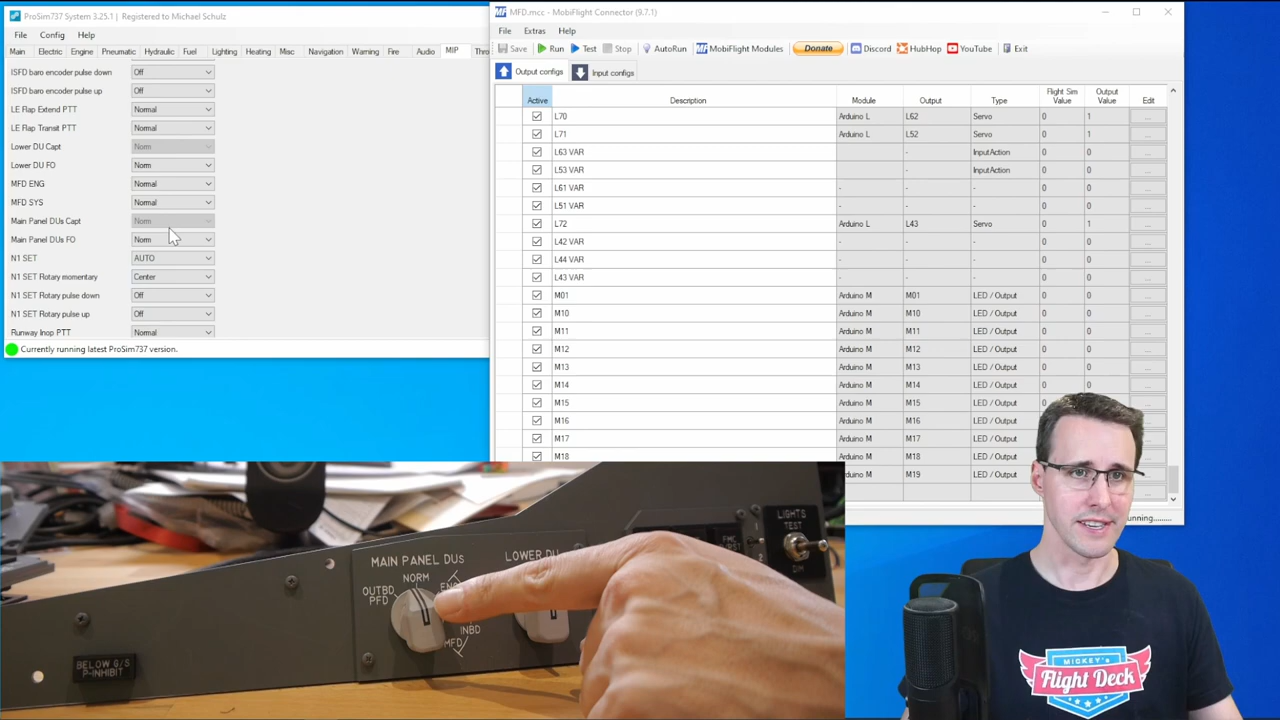 ProSim737 System 3.25.1 | Registered to Michael Schulz
File Config Help
Main Electric Engine Pneumatic Hydraulic Fuel Lighting Heating Misc Navigation Warning Fire Audio MIP
ISFD baro encoder pulse down Off
ISFD baro encoder pulse up Off
LE Flap Extend PTT Normal
LE Flap Transit PTT Normal
Lower DU Capt Norm
Lower DU FO Norm
MFD ENG Normal
MFD SYS Normal
Main Panel DUs Capt Norm
Main Panel DUs FO Norm
N1 SET AUTO
N1 SET Rotary momentary Center
N1 SET Rotary pulse down Off
N1 SET Rotary pulse up Off
Runway Inop PTT Normal
Currently running latest ProSim737 version.
MFD.mcc - MobiFlight Connector (9.7.1)
File Extras Help
Save Run Test Stop AutoRun MobiFlight Modules Donate Discord HubHop YouTube Exit
Output configs Input configs
Active Description Module Output Type Flight Sim Value Output Value Edit
L70 Arduino L L62 Servo 0 1 ...
L71 Arduino L L52 Servo 0 1 ...
L63 VAR - InputAction 0 0 ...
L53 VAR - InputAction 0 0 ...
L61 VAR - - - 0 0 ...
L51 VAR - - - 0 0 ...
L72 Arduino L L43 Servo 0 1 ...
L42 VAR - - - 0 0 ...
L44 VAR - - - 0 0 ...
L43 VAR - - - 0 0 ...
M01 Arduino M M01 LED / Output 0 0 ...
M10 Arduino M M10 LED / Output 0 0 ...
M11 Arduino M M11 LED / Output 0 0 ...
M12 Arduino M M12 LED / Output 0 0 ...
M13 Arduino M M13 LED / Output 0 0 ...
M14 Arduino M M14 LED / Output 0 0 ...
M15 Arduino M M15 LED / Output 0 0
M16 Arduino M M16 LED / Output
M17 Arduino M M17 LED / Output
M18 Arduino M M18 LED / Output
rduino M M19 LED / Output
unning......
MAIN PANEL DUs
NORM
OUTBD
PFD
INBD
MFD
LOWER DU
BELOW G/S
P-INHIBIT
LIGHTS
TEST
MICKEY's
Flight Deck